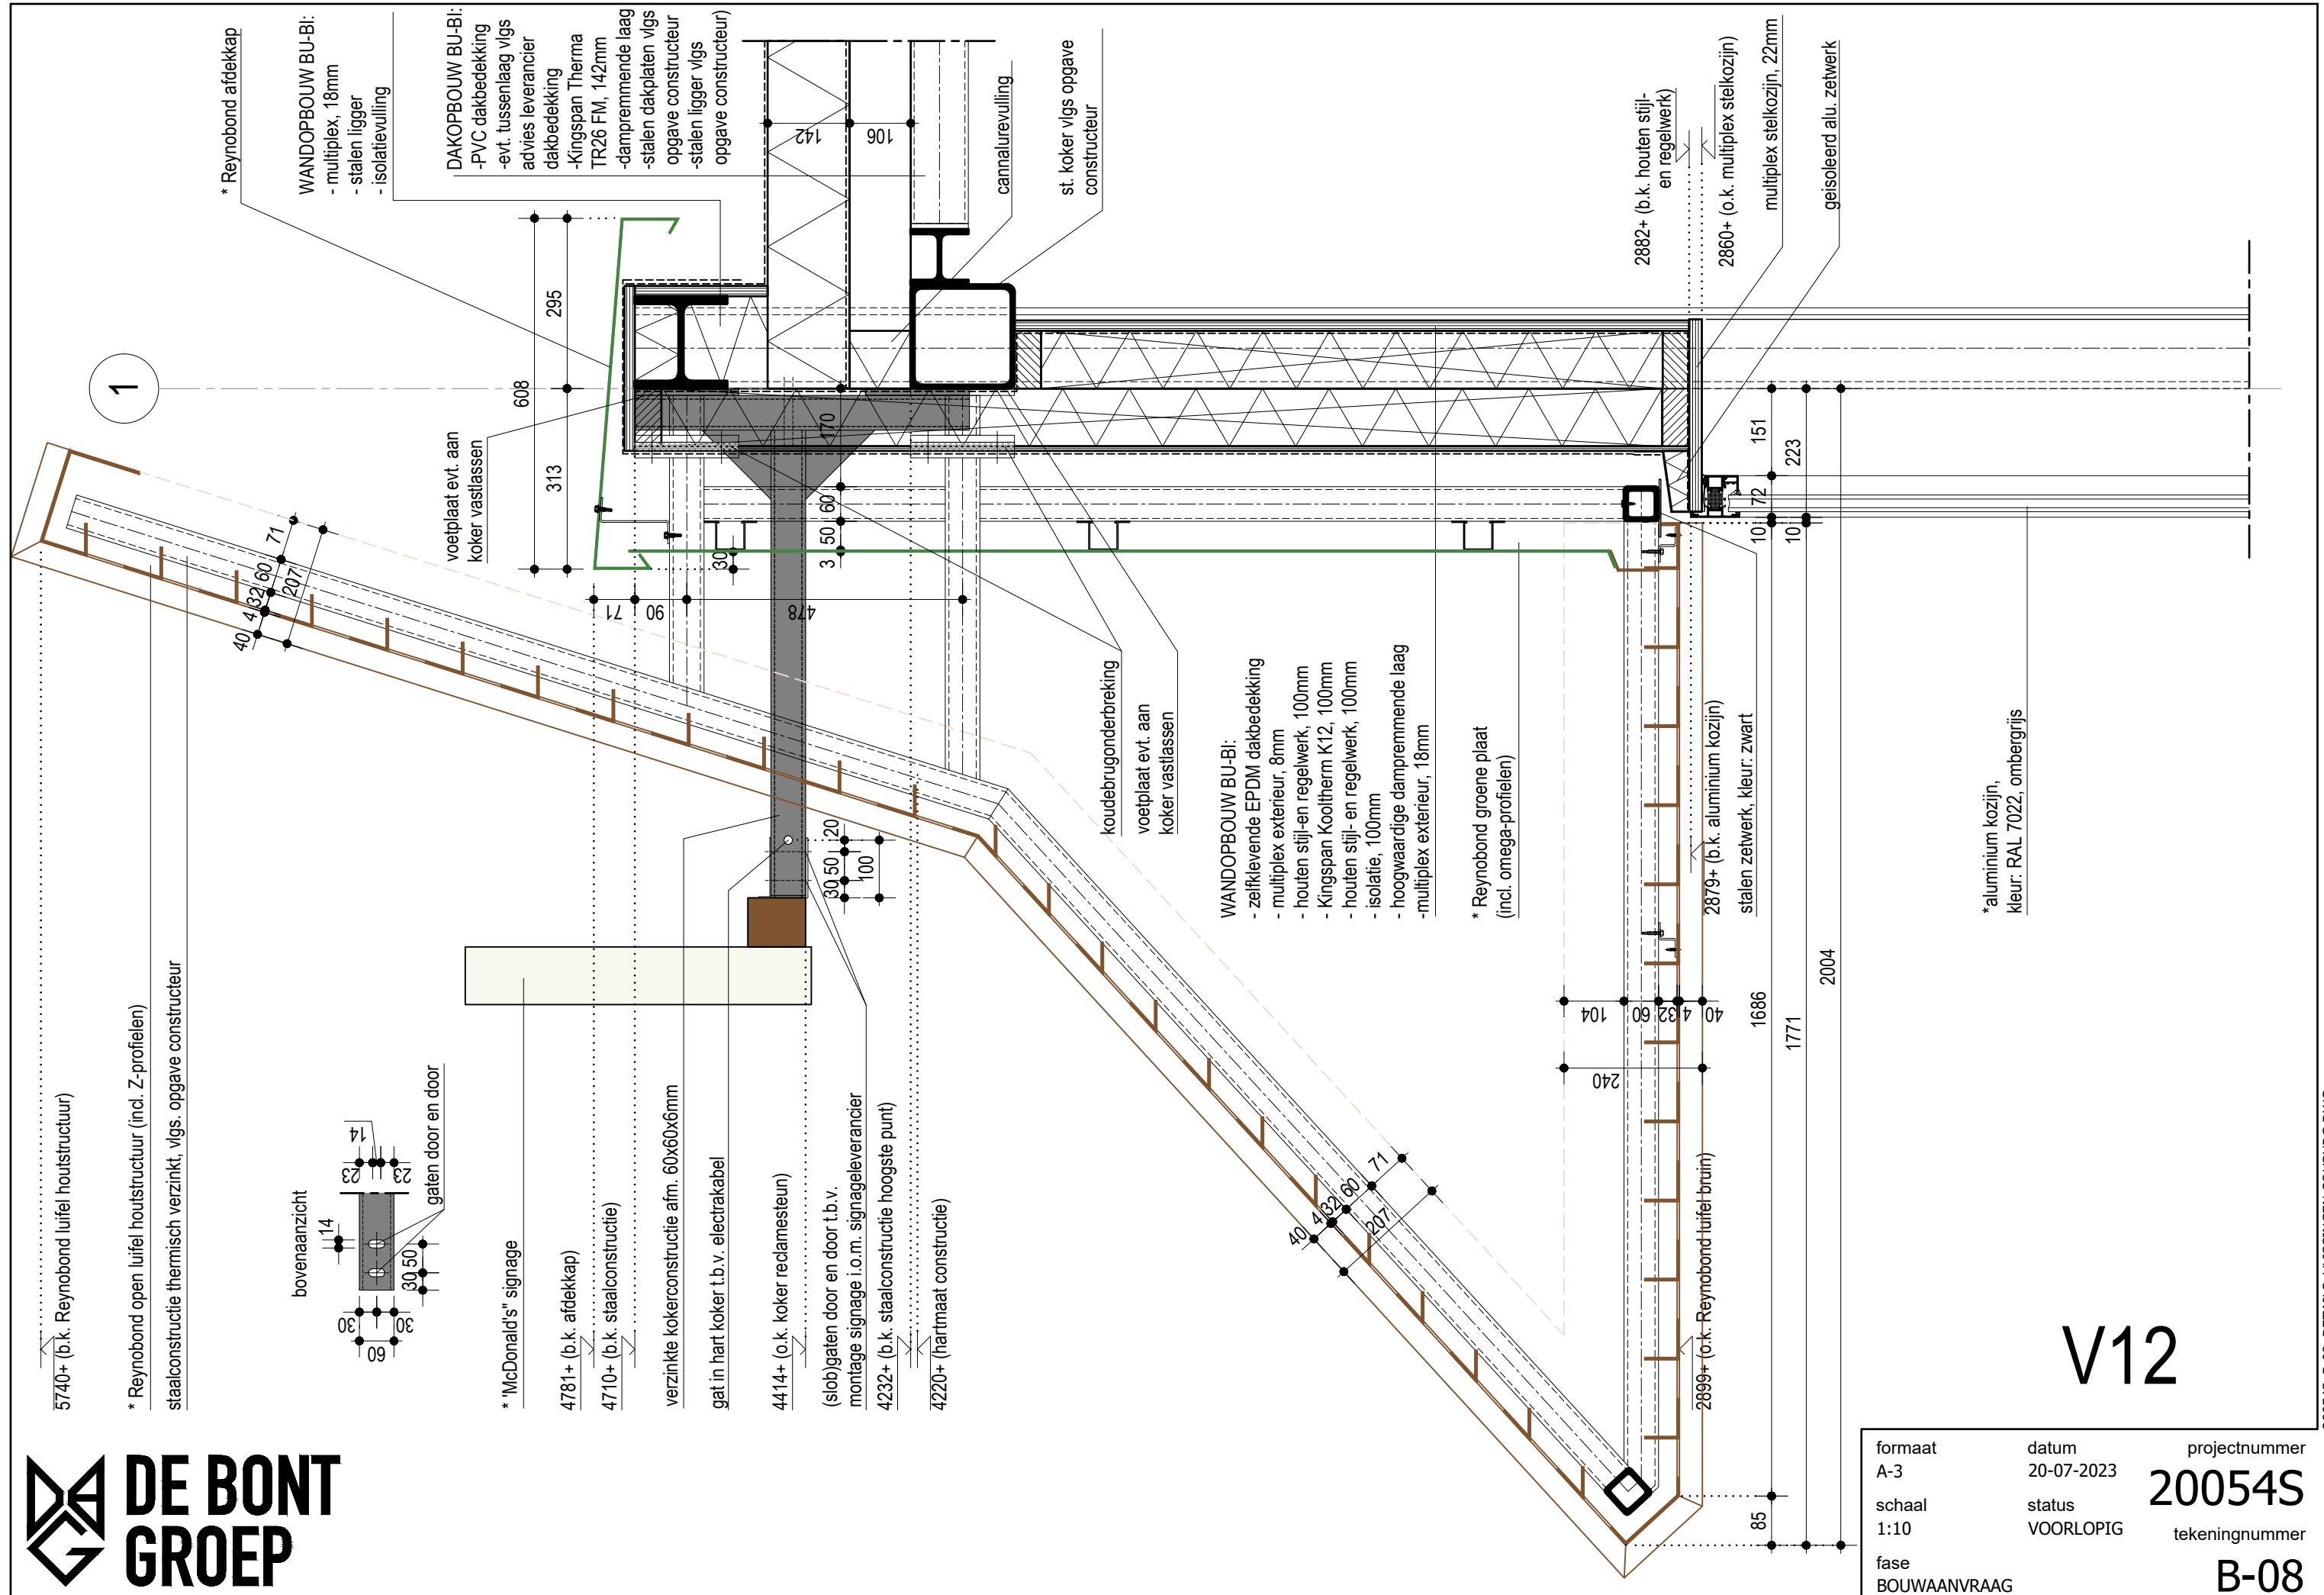 1
* Reynobond afdekkap
WANDOPBOUW BU-BI:
- multiplex, 18mm
- stalen ligger
- isolatievulling
DAKOPBOUW BU-BI:
-PVC dakbedekking
-evt. tussenlaag vlgs
advies leverancier
dakbedekking
-Kingspan Therma
TR26 FM, 142mm
-dampremmende laag
-stalen dakplaten vlgs
opgave constructeur
-stalen ligger vlgs
opgave constructeur)
cannalurevulling
st. koker vlgs opgave
constructeur
2882+ (b.k. houten stijl-
en regelwerk)
2860+ (o.k. multiplex stelkozijn)
multiplex stelkozijn, 22mm
geisoleerd alu. zetwerk
142
106
608
295
313
voetplaat evt. aan
koker vastlassen
170
60
50
3
30
71
90
478
151
223
72
10
10
71
60
32
4
40
207
koudebrugonderbreking
voetplaat evt. aan
koker vastlassen
WANDOPBOUW BU-BI:
- zelfklevende EPDM dakbedekking
- multiplex exterieur, 8mm
- houten stijl-en regelwerk, 100mm
- Kingspan Kooltherm K12, 100mm
- houten stijl- en regelwerk, 100mm
- isolatie, 100mm
- hoogwaardige dampremmende laag
-multiplex exterieur, 18mm
* Reynobond groene plaat
(incl. omega-profielen)
2879+ (b.k. aluminium kozijn)
stalen zetwerk, kleur: zwart
*aluminium kozijn,
kleur: RAL 7022, ombergrijs
20
30 50
100
104
60
32
4
40
240
1686
1771
2004
85
71
60
32
4
40
207
5740+ (b.k. Reynobond luifel houtstructuur)
* Reynobond open luifel houtstructuur (incl. Z-profielen)
staalconstructie thermisch verzinkt, vlgs. opgave constructeur
bovenaanzicht
gaten door en door
14
23
23
14
30 50
30
30
60
* "McDonald's" signage
4781+ (b.k. afdekkap)
4710+ (b.k. staalconstructie)
verzinkte kokerconstructie afm. 60x60x6mm
gat in hart koker t.b.v. electrakabel
4414+ (o.k. koker reclamesteun)
(slob)gaten door en door t.b.v.
montage signage i.o.m. signageleverancier
4232+ (b.k. staalconstructie hoogste punt)
4220+ (hartmaat constructie)
2899+ (o.k. Reynobond luifel bruin)
V12
DE BONT
GROEP
formaat
A-3
datum
20-07-2023
projectnummer
20054S
schaal
1:10
status
VOORLOPIG
tekeningnummer
B-08
fase
BOUWAANVRAAG